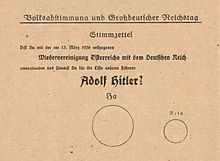 Volksabstimmung und Großdeutscher Reichstag
Stimmzettel
Bist Du mit der am 13. März 1938 vollzogenen
Wiedervereinigung Österreichs mit dem Deutschen Reich
einverstanden und stimmst Du für die Liste unseres Führers
Adolf Hitler?
Ja
Nein